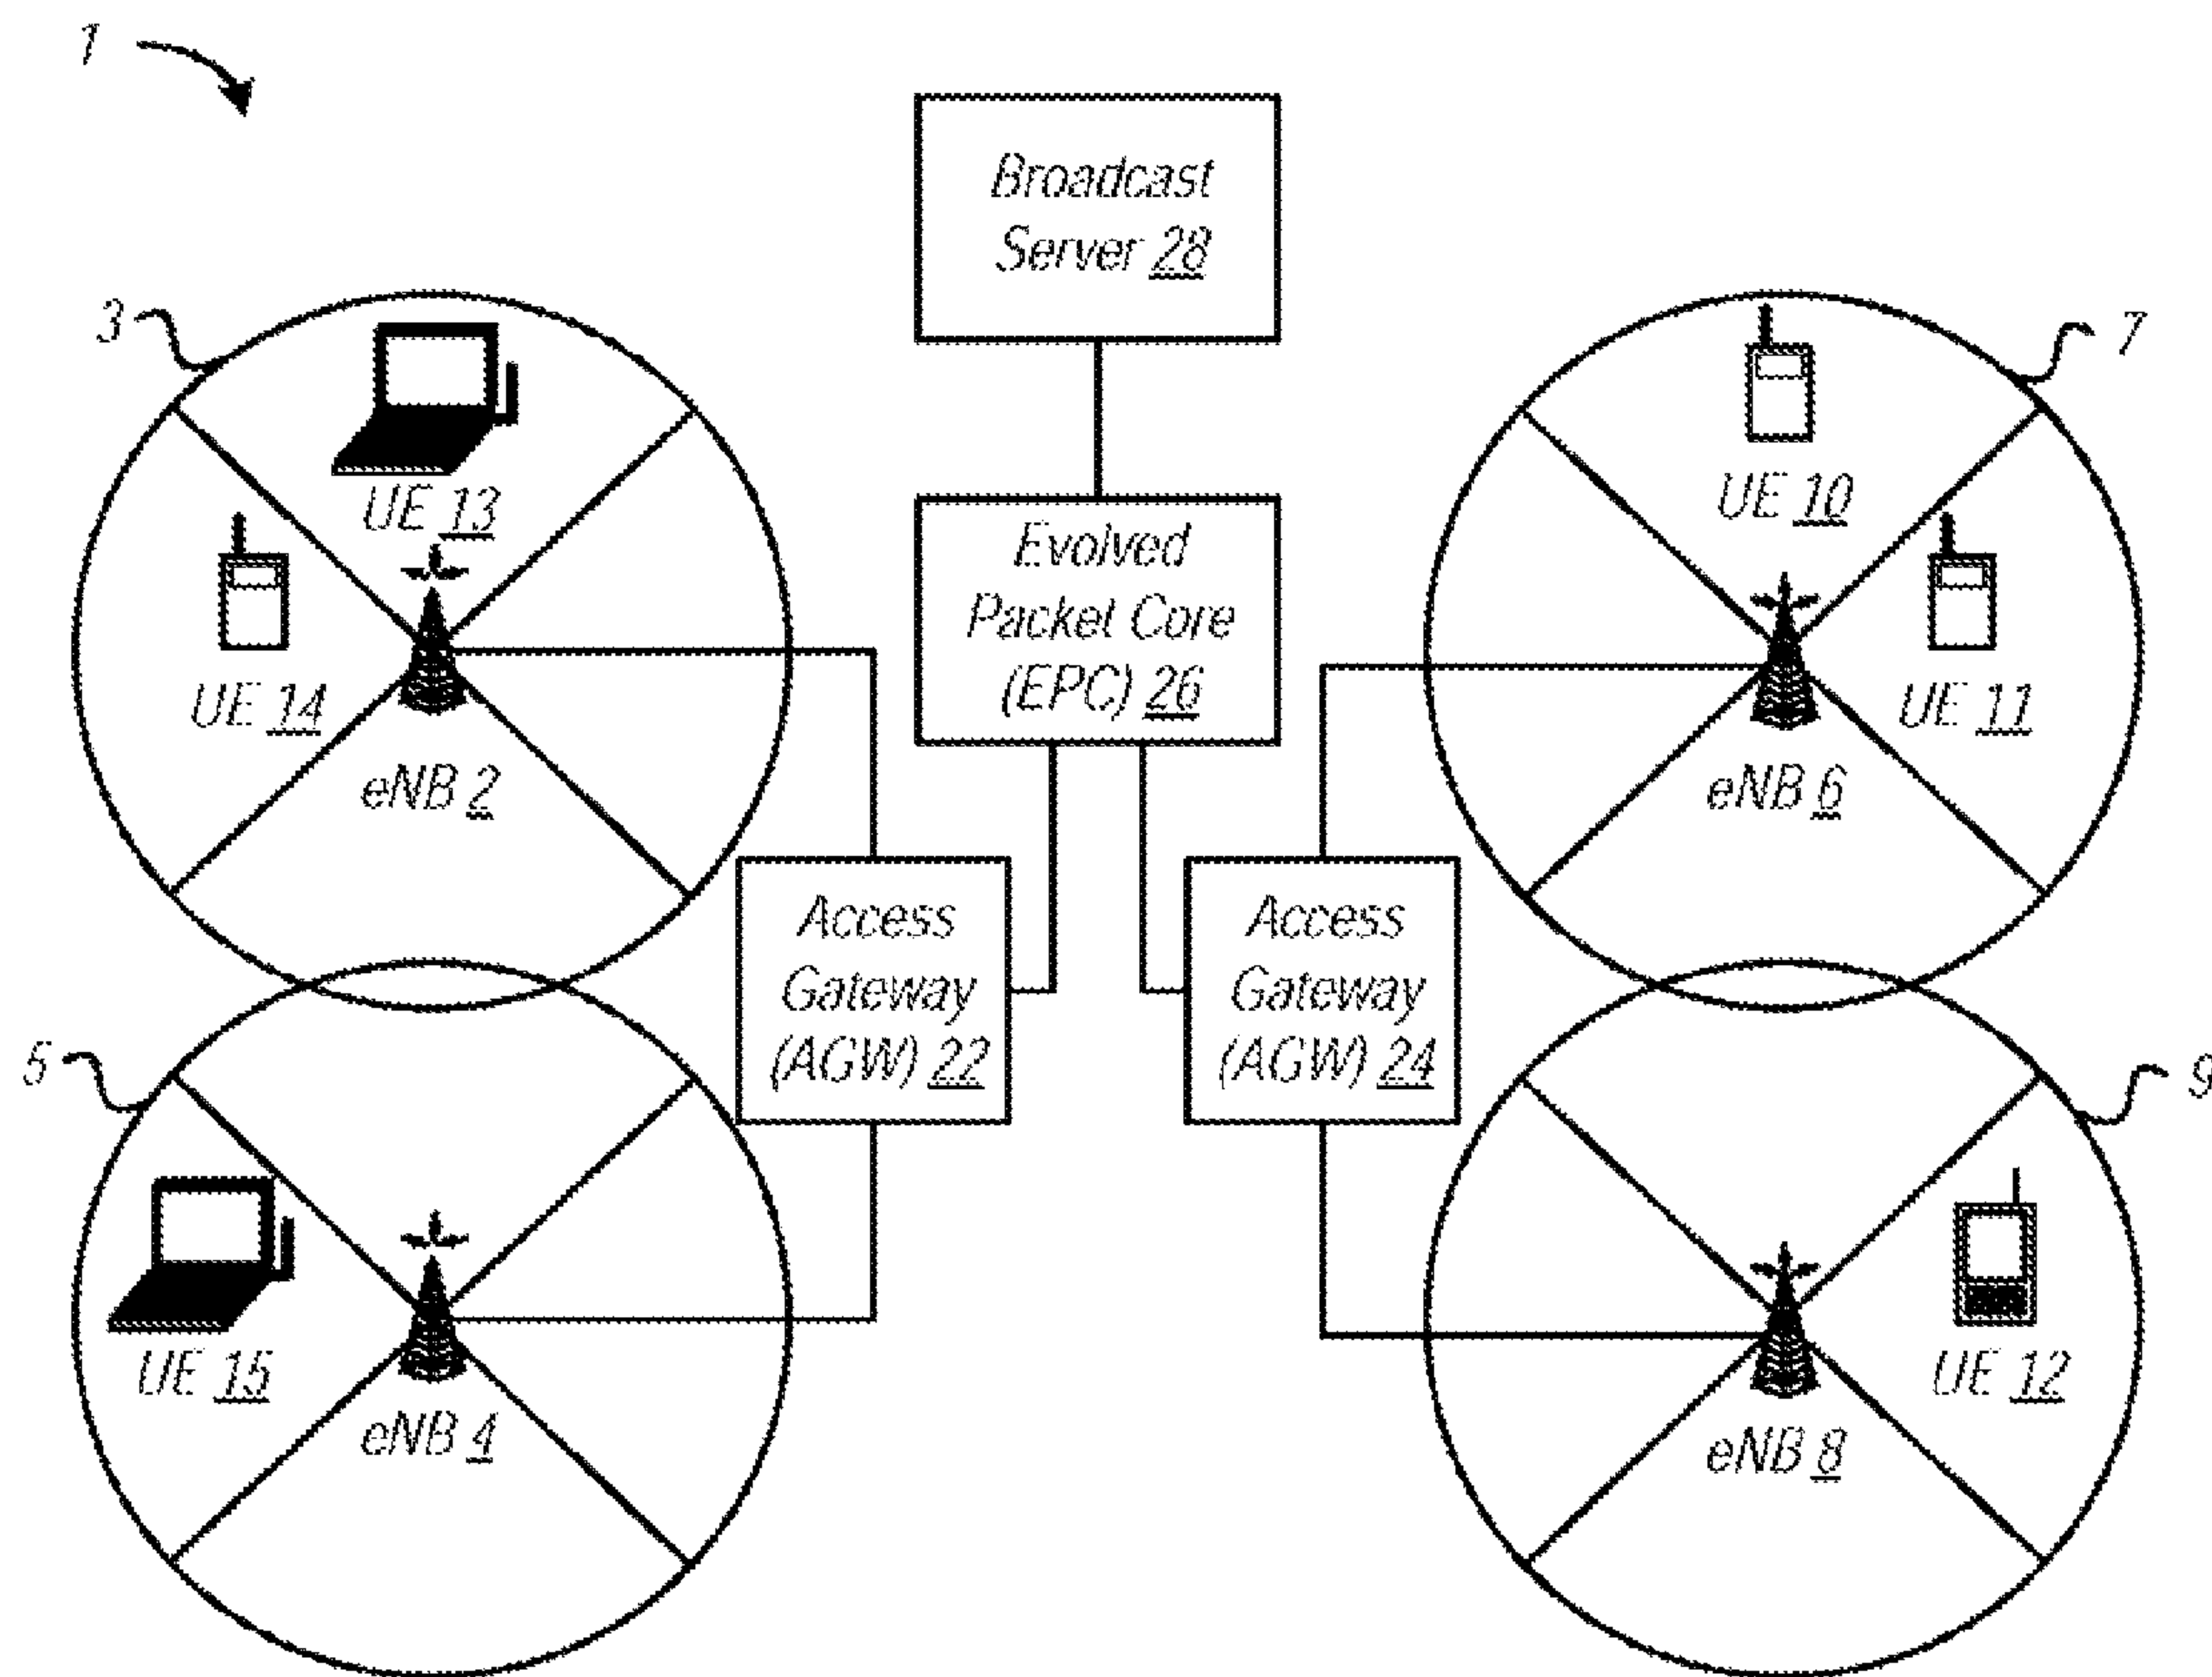 1
Broadcast
Server 28
3
7
UE 13
UE 10
Evolved
Packet Core
(EPC) 26
UE 14
UE 11
eNB 2
eNB 6
Access
Gateway
(AGW) 22
Access
Gateway
(AGW) 24
5
9
UE 15
UE 12
eNB 4
eNB 8